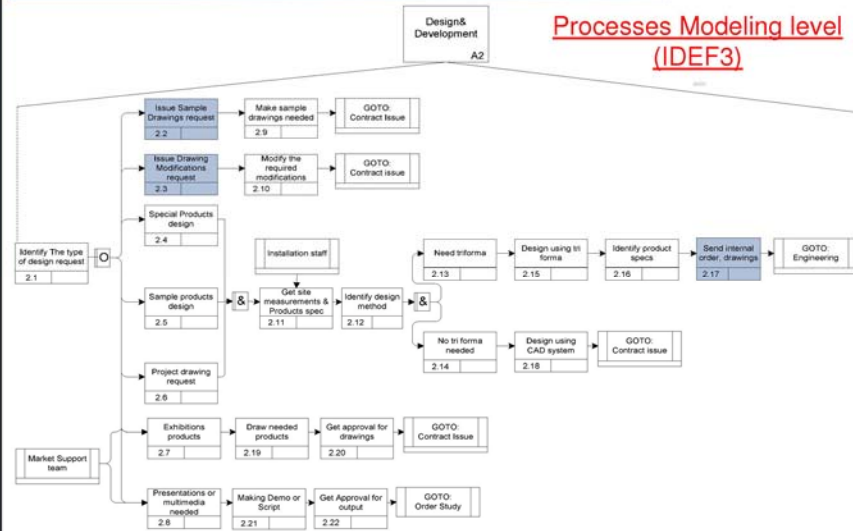 Processes Modeling level
(IDEF3)
Design&
Development
A2
Issue Sample
Drawings request
2.2
Make sample
drawings needed
2.9
GOTO:
Contract Issue
Issue Drawing
Modifications
request
2.3
Modify the
required
modifications
2.10
GOTO:
Contract issue
Special Products
design
2.4
Identify The type
of design request
2.1
O
Installation staff
Need triforma
2.13
Design using tri
forma
2.15
Identify product
specs
2.16
Send internal
order, drawings
2.17
GOTO:
Engineering
Sample products
design
2.5
&
Get site
measurements &
Products spec
2.11
Identify design
method
2.12
&
No tri forma
needed
2.14
Design using
CAD system
2.18
GOTO:
Contract issue
Project drawing
request
2.6
Exhibitions
products
2.7
Draw needed
products
2.19
Get approval for
drawings
2.20
GOTO:
Contract Issue
Market Support
team
Presentations or
multimedia
needed
2.8
Making Demo or
Script
2.21
Get Approval for
output
2.22
GOTO:
Order Study